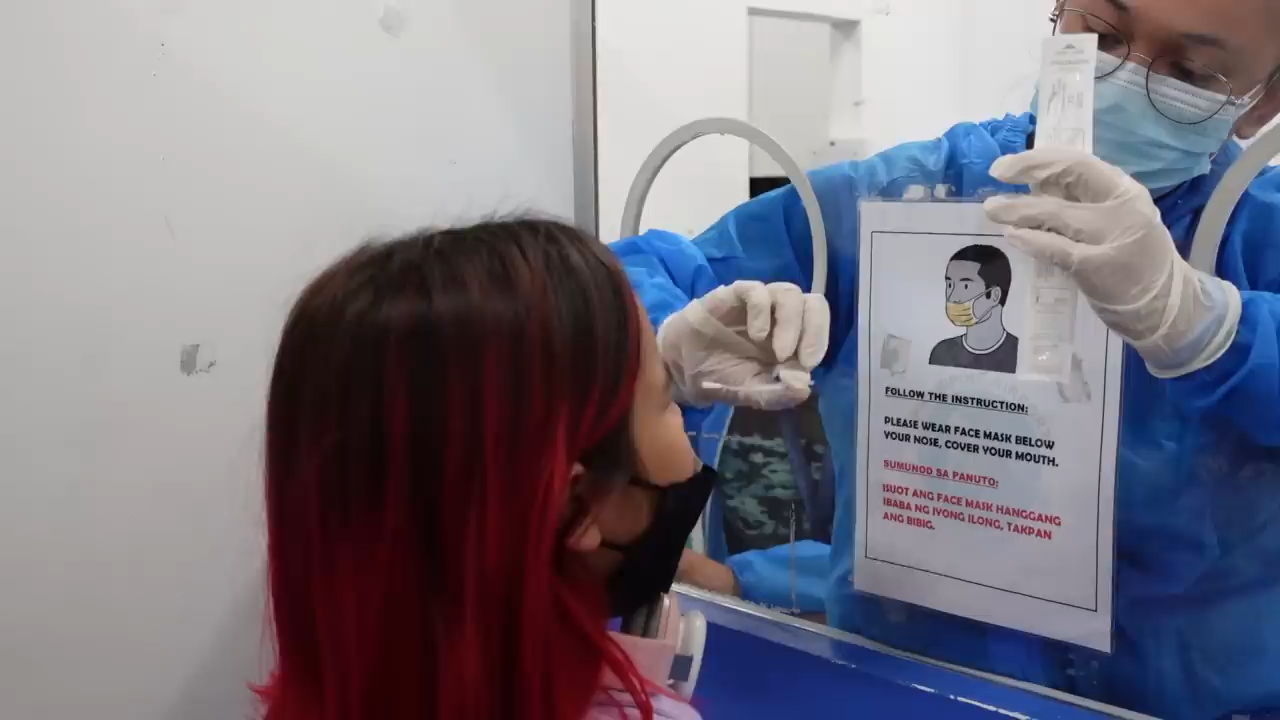 FOLLOW THE INSTRUCTION:
PLEASE WEAR FACE MASK BELOW
YOUR NOSE, COVER YOUR MOUTH.
SUMUNOD SA PANUTO:
ISUOT ANG FACE MASK HANGGANG
IBABA NG IYONG ILONG, TAKPAN
ANG BIBIG.